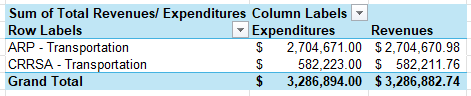 Sum of Total Revenues/ Expenditures Column Labels
Row Labels Expenditures Revenues
ARP - Transportation $ 2,704,671.00 $ 2,704,670.98
CRRSA - Transportation $ 582,223.00 $ 582,211.76
Grand Total $ 3,286,894.00 $ 3,286,882.74